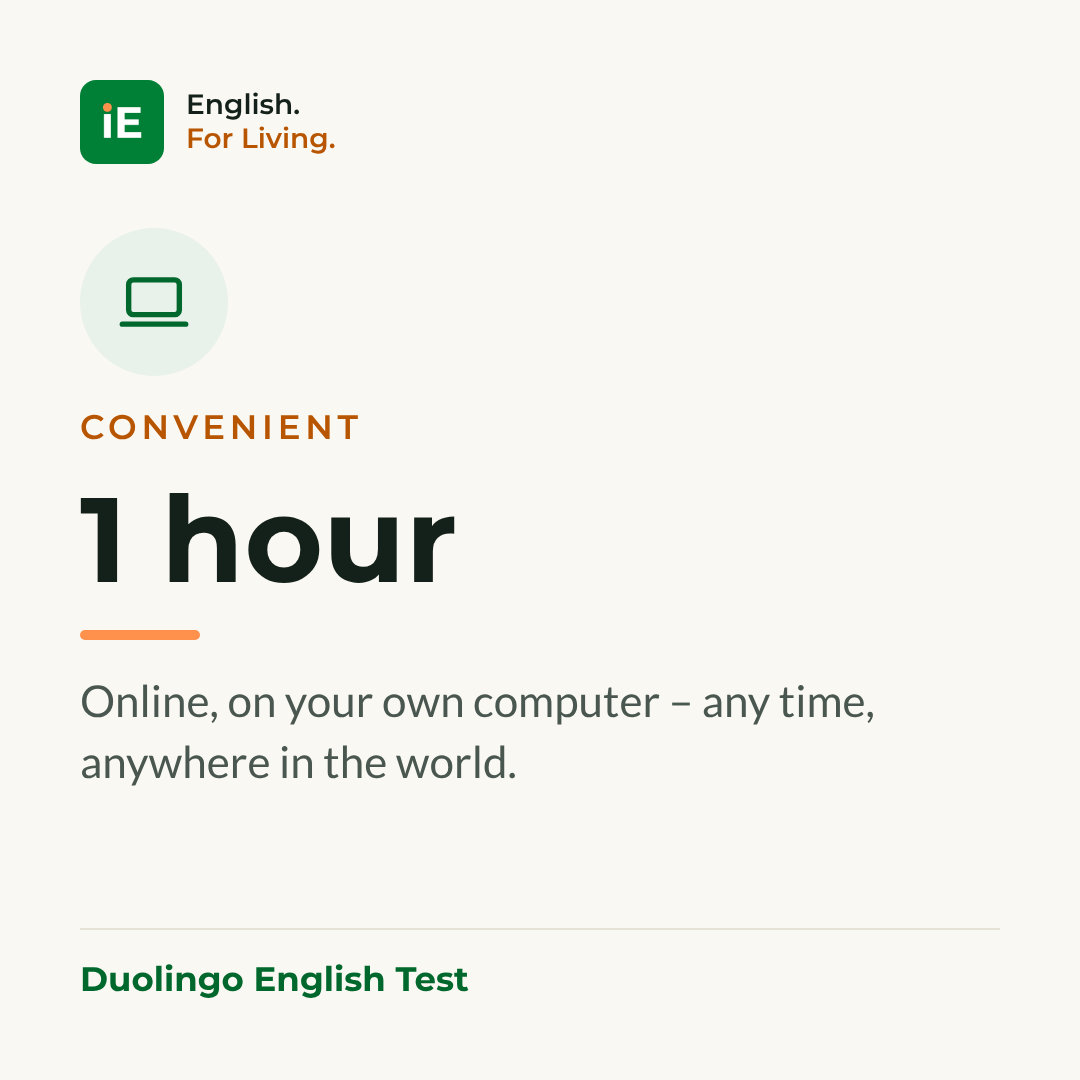 iE
English.
For Living.
CONVENIENT
1 hour
Online, on your own computer – any time,
anywhere in the world.
Duolingo English Test